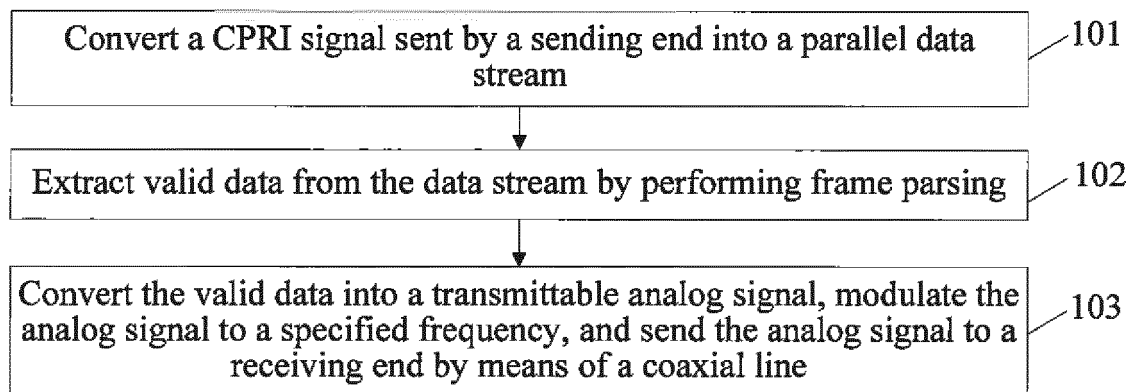 Convert a CPRI signal sent by a sending end into a parallel data
stream
101
Extract valid data from the data stream by performing frame parsing
102
Convert the valid data into a transmittable analog signal, modulate the
analog signal to a specified frequency, and send the analog signal to a
receiving end by means of a coaxial line
103